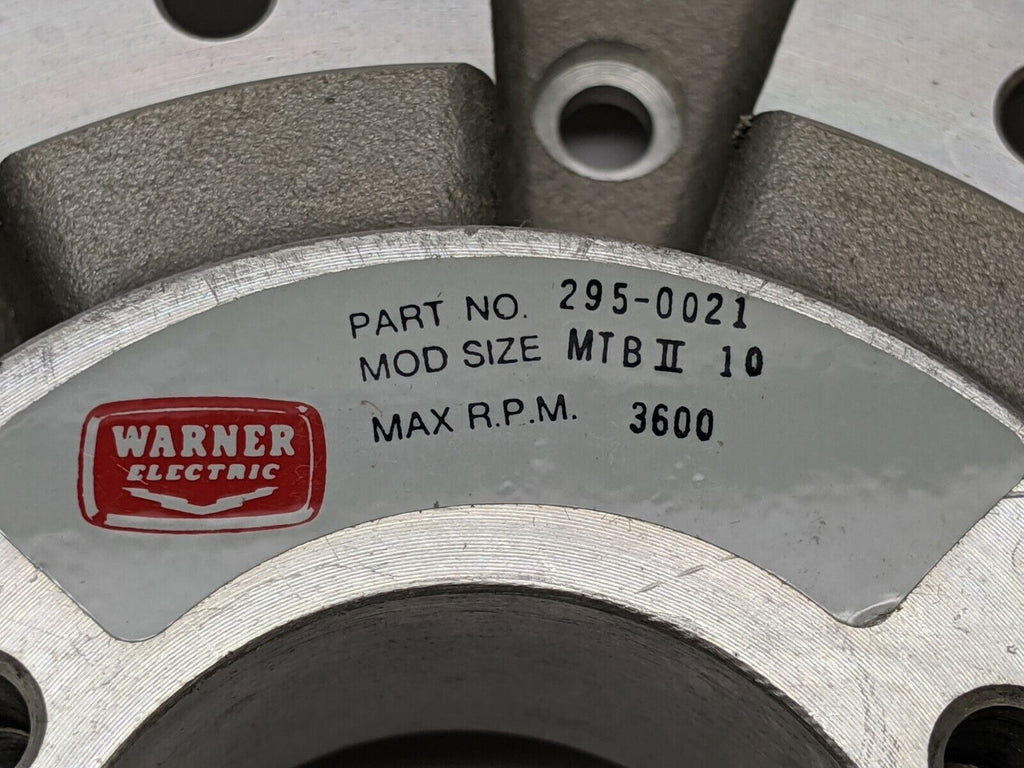 PART NO. 295-0021
MOD SIZE MTB II 10
MAX R.P.M. 3600
WARNER
ELECTRIC